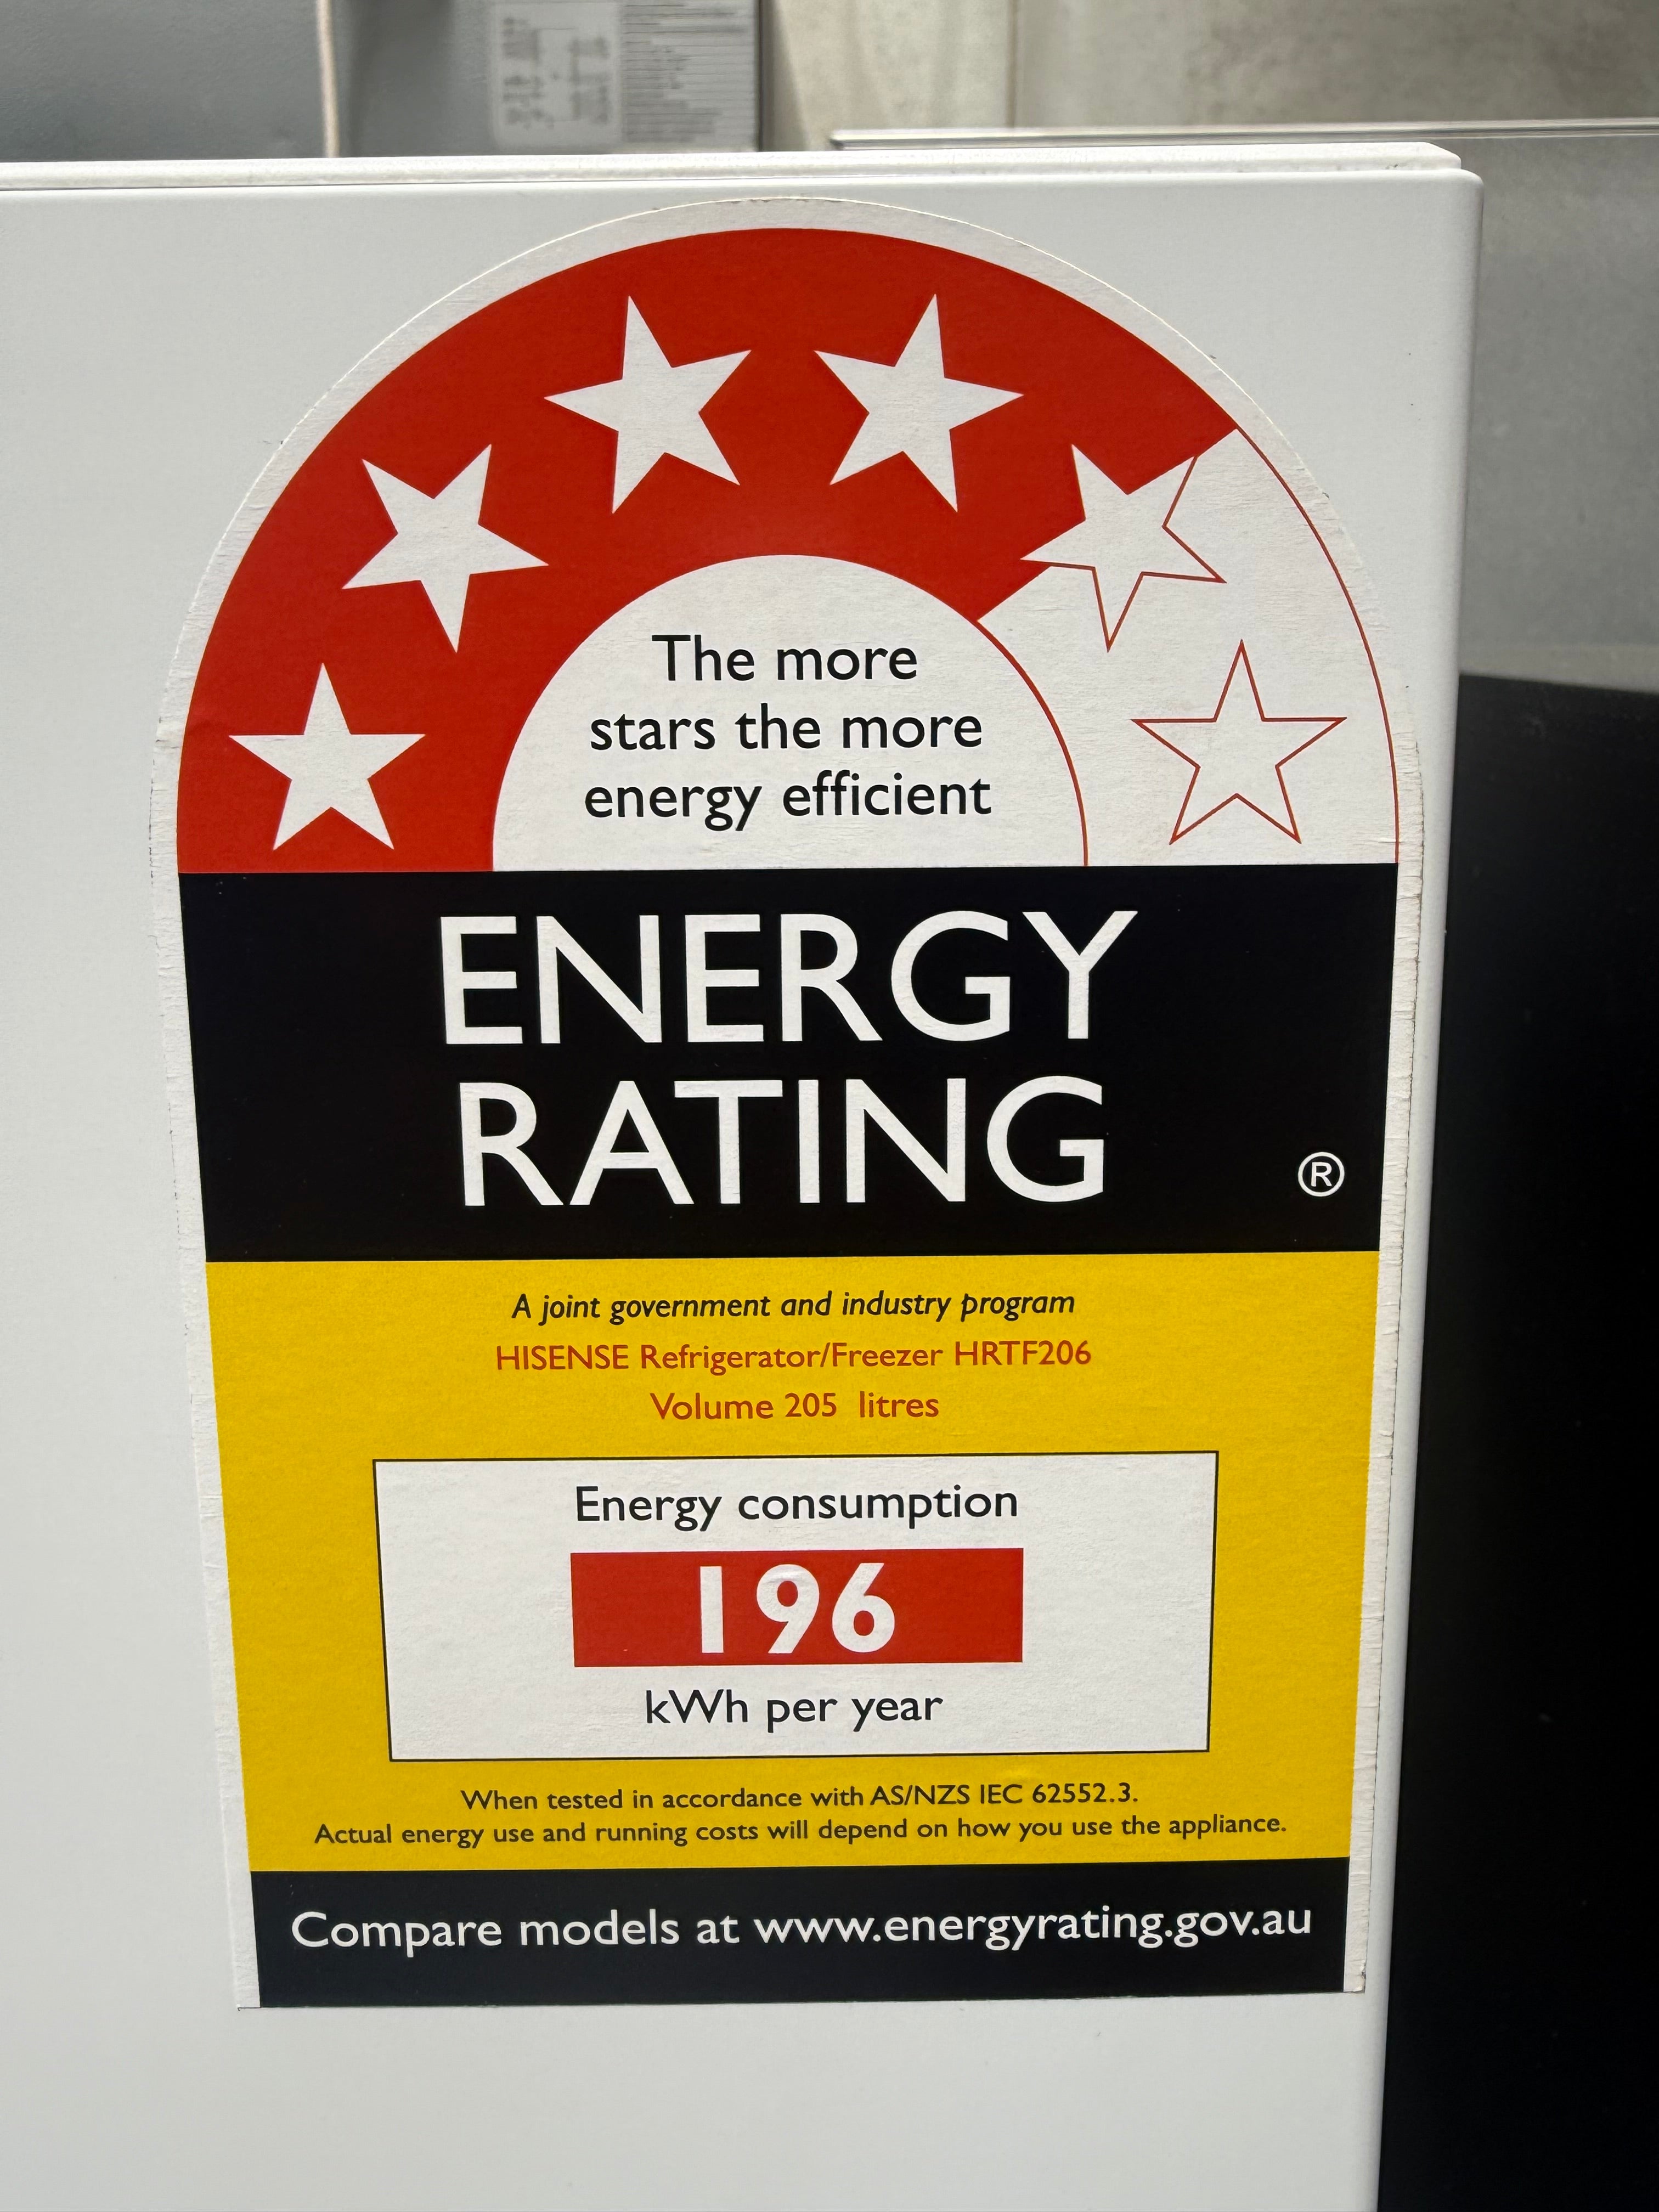 The more
stars the more
energy efficient
ENERGY
RATING
®
A joint government and industry program
HISENSE Refrigerator/Freezer HRTF206
Volume 205 litres
Energy consumption
196
kWh per year
When tested in accordance with AS/NZS IEC 62552.3.
Actual energy use and running costs will depend on how you use the appliance.
Compare models at www.energyrating.gov.au